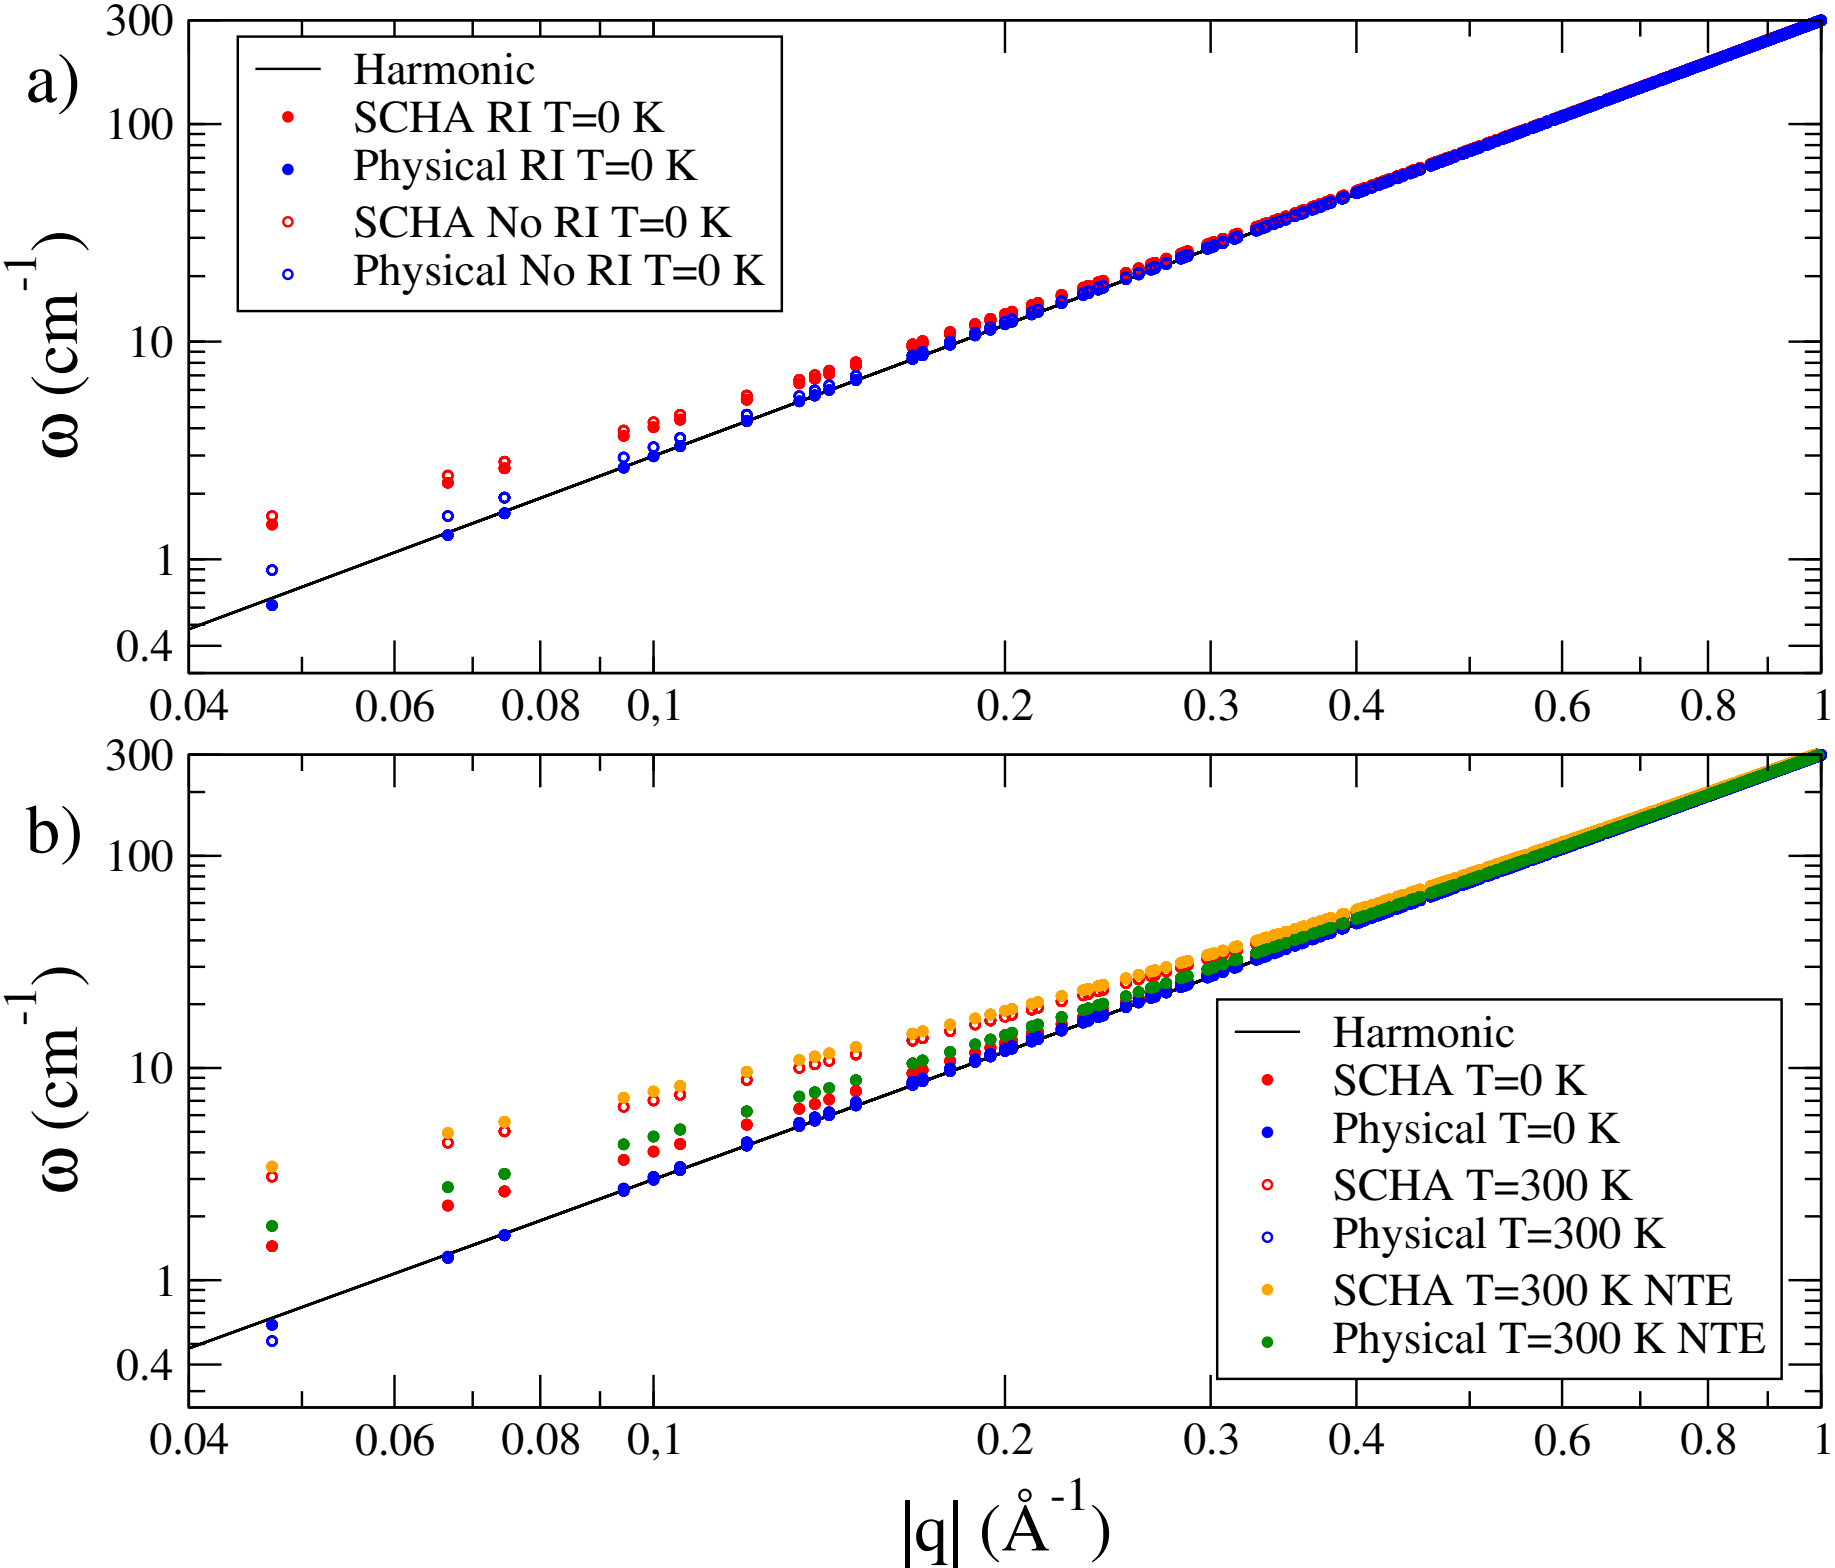 a)
300
100
10
1
0.4
ω (cm⁻¹)
Harmonic
SCHA RI T=0 K
Physical RI T=0 K
SCHA No RI T=0 K
Physical No RI T=0 K
0.04 0.06 0.08 0,1 0.2 0.3 0.4 0.6 0.8 1
b)
300
100
10
1
0.4
ω (cm⁻¹)
Harmonic
SCHA T=0 K
Physical T=0 K
SCHA T=300 K
Physical T=300 K
SCHA T=300 K NTE
Physical T=300 K NTE
0.04 0.06 0.08 0,1 0.2 0.3 0.4 0.6 0.8 1
|q| (Å⁻¹)